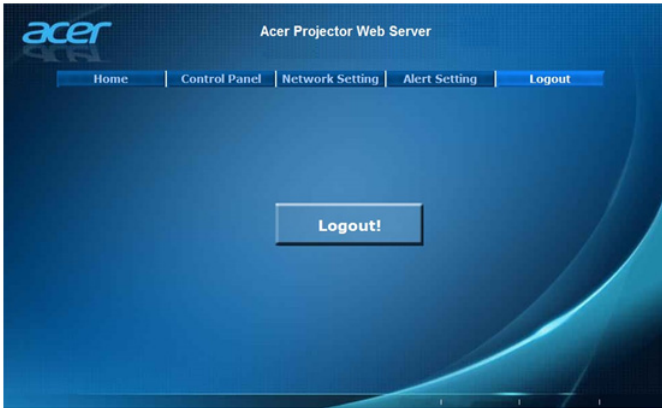 acer
Acer Projector Web Server
Home Control Panel Network Setting Alert Setting Logout
Logout!